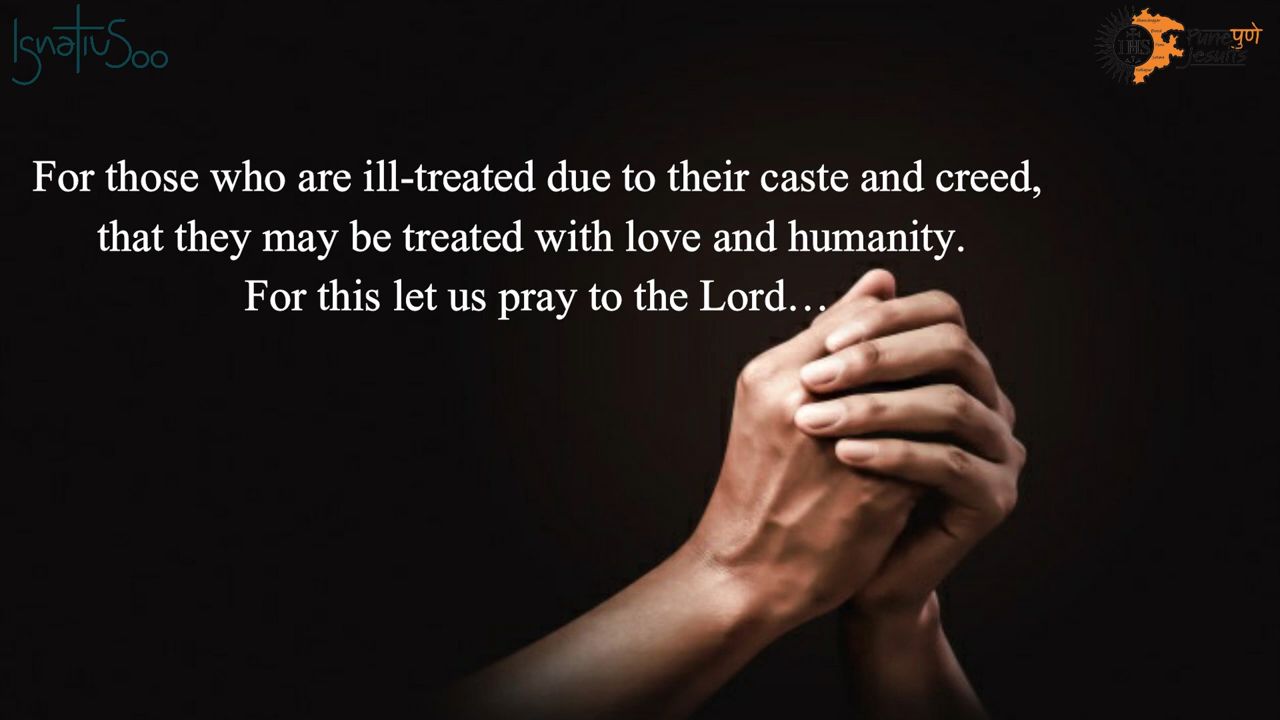 IgnatiuS500
IHS
Pune पुणे
Jesuits
For those who are ill-treated due to their caste and creed,
that they may be treated with love and humanity.
For this let us pray to the Lord…